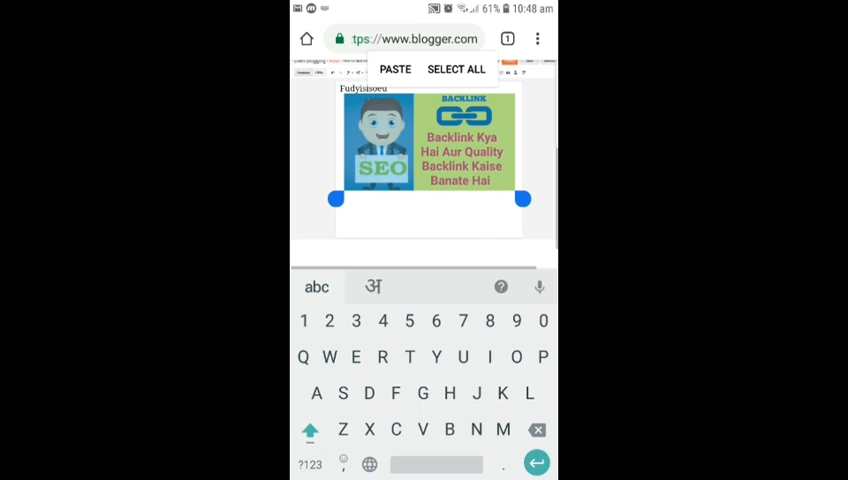 61% 10:48 am
tps://www.blogger.com 1
PASTE SELECT ALL
Fudyisisoeu
BACKLINK
SEO
Backlink Kya
Hai Aur Quality
Backlink Kaise
Banate Hai
abc अ ?
1 2 3 4 5 6 7 8 9 0
Q W E R T Y U I O P
A S D F G H J K L
Z X C V B N M
?123 , .